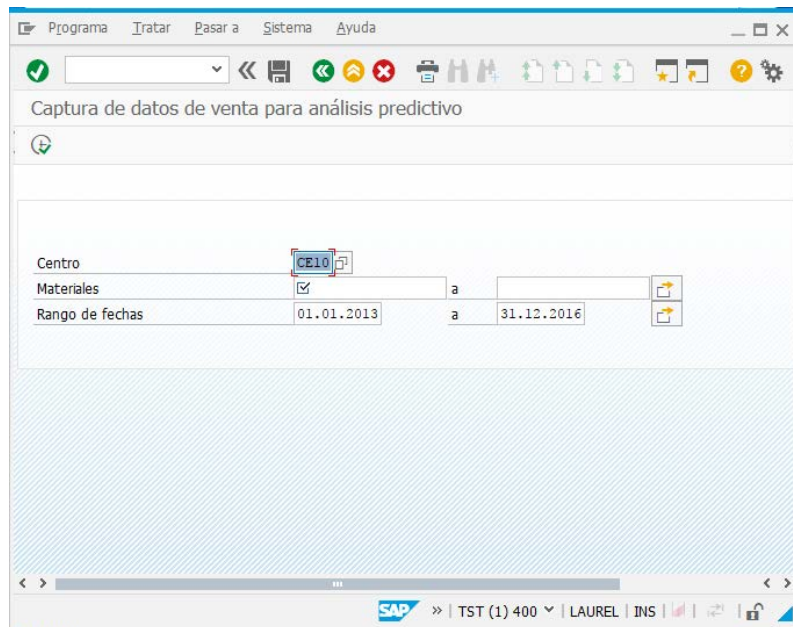 Programa Tratar Pasar a Sistema Ayuda
Captura de datos de venta para análisis predictivo
Centro CE10
Materiales a
Rango de fechas 01.01.2013 a 31.12.2016
SAP » | TST (1) 400 | LAUREL | INS